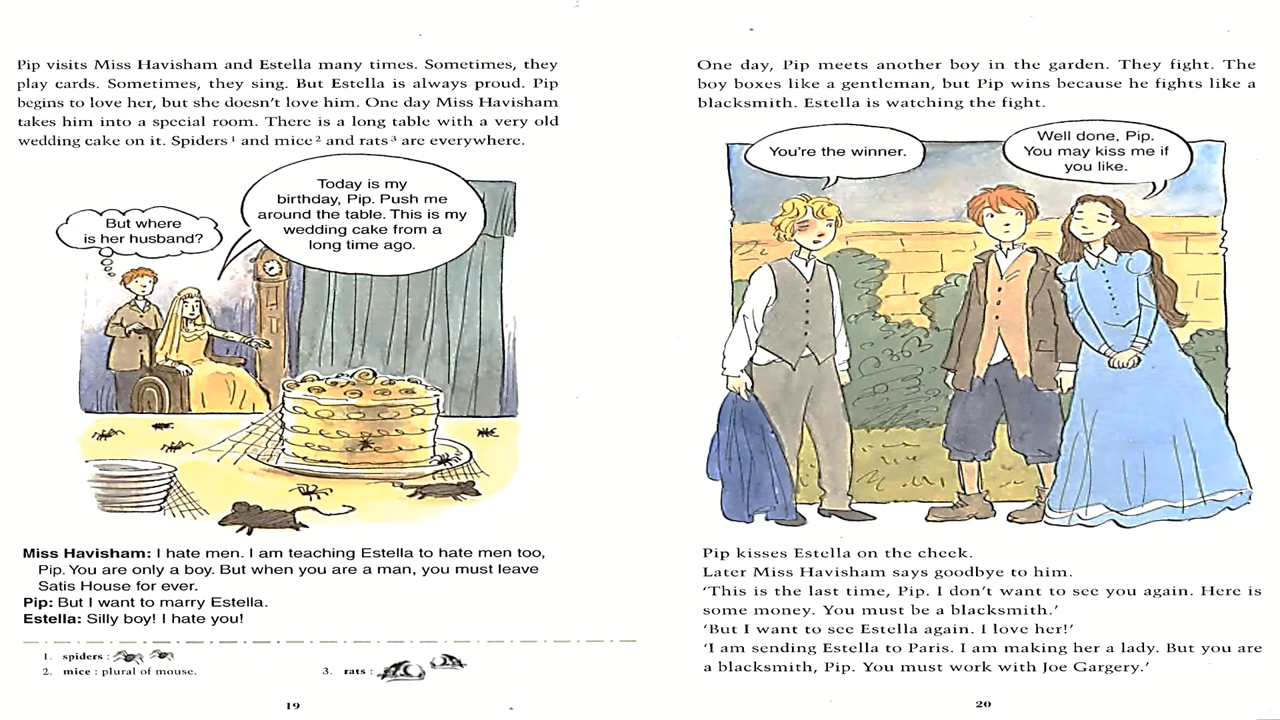 Pip visits Miss Havisham and Estella many times. Sometimes, they
play cards. Sometimes, they sing. But Estella is always proud. Pip
begins to love her, but she doesn't love him. One day Miss Havisham
takes him into a special room. There is a long table with a very old
wedding cake on it. Spiders 1 and mice 2 and rats 3 are everywhere.
But where
is her husband?
Today is my
birthday, Pip. Push me
around the table. This is my
wedding cake from a
long time ago.
Miss Havisham: I hate men. I am teaching Estella to hate men too,
Pip. You are only a boy. But when you are a man, you must leave
Satis House for ever.
Pip: But I want to marry Estella.
Estella: Silly boy! I hate you!
1. spiders :
2. mice : plural of mouse.
3. rats :
19
One day, Pip meets another boy in the garden. They fight. The
boy boxes like a gentleman, but Pip wins because he fights like a
blacksmith. Estella is watching the fight.
You're the winner.
Well done, Pip.
You may kiss me if
you like.
Pip kisses Estella on the cheek.
Later Miss Havisham says goodbye to him.
'This is the last time, Pip. I don't want to see you again. Here is
some money. You must be a blacksmith.'
'But I want to see Estella again. I love her!'
'I am sending Estella to Paris. I am making her a lady. But you are
a blacksmith, Pip. You must work with Joe Gargery.'
20